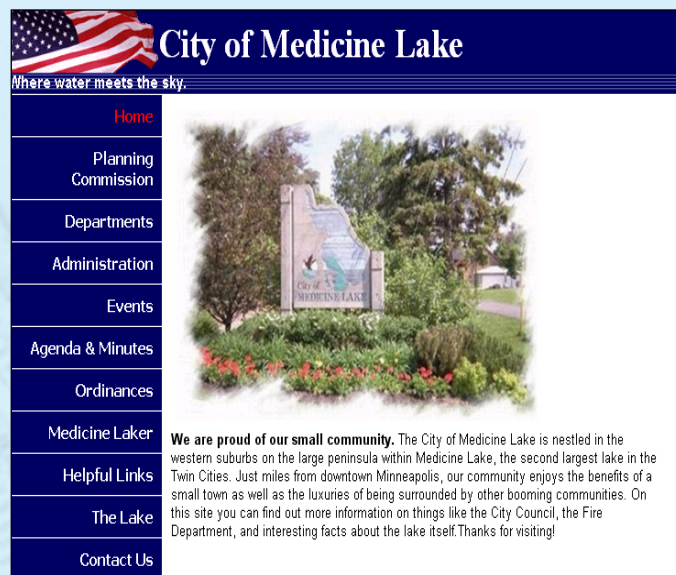 City of Medicine Lake
Where water meets the sky.
Home
Planning
Commission
Departments
Administration
Events
Agenda & Minutes
Ordinances
Medicine Laker
Helpful Links
The Lake
Contact Us
City of
MEDICINE LAKE
We are proud of our small community. The City of Medicine Lake is nestled in the
western suburbs on the large peninsula within Medicine Lake, the second largest lake in the
Twin Cities. Just miles from downtown Minneapolis, our community enjoys the benefits of a
small town as well as the luxuries of being surrounded by other booming communities. On
this site you can find out more information on things like the City Council, the Fire
Department, and interesting facts about the lake itself.Thanks for visiting!